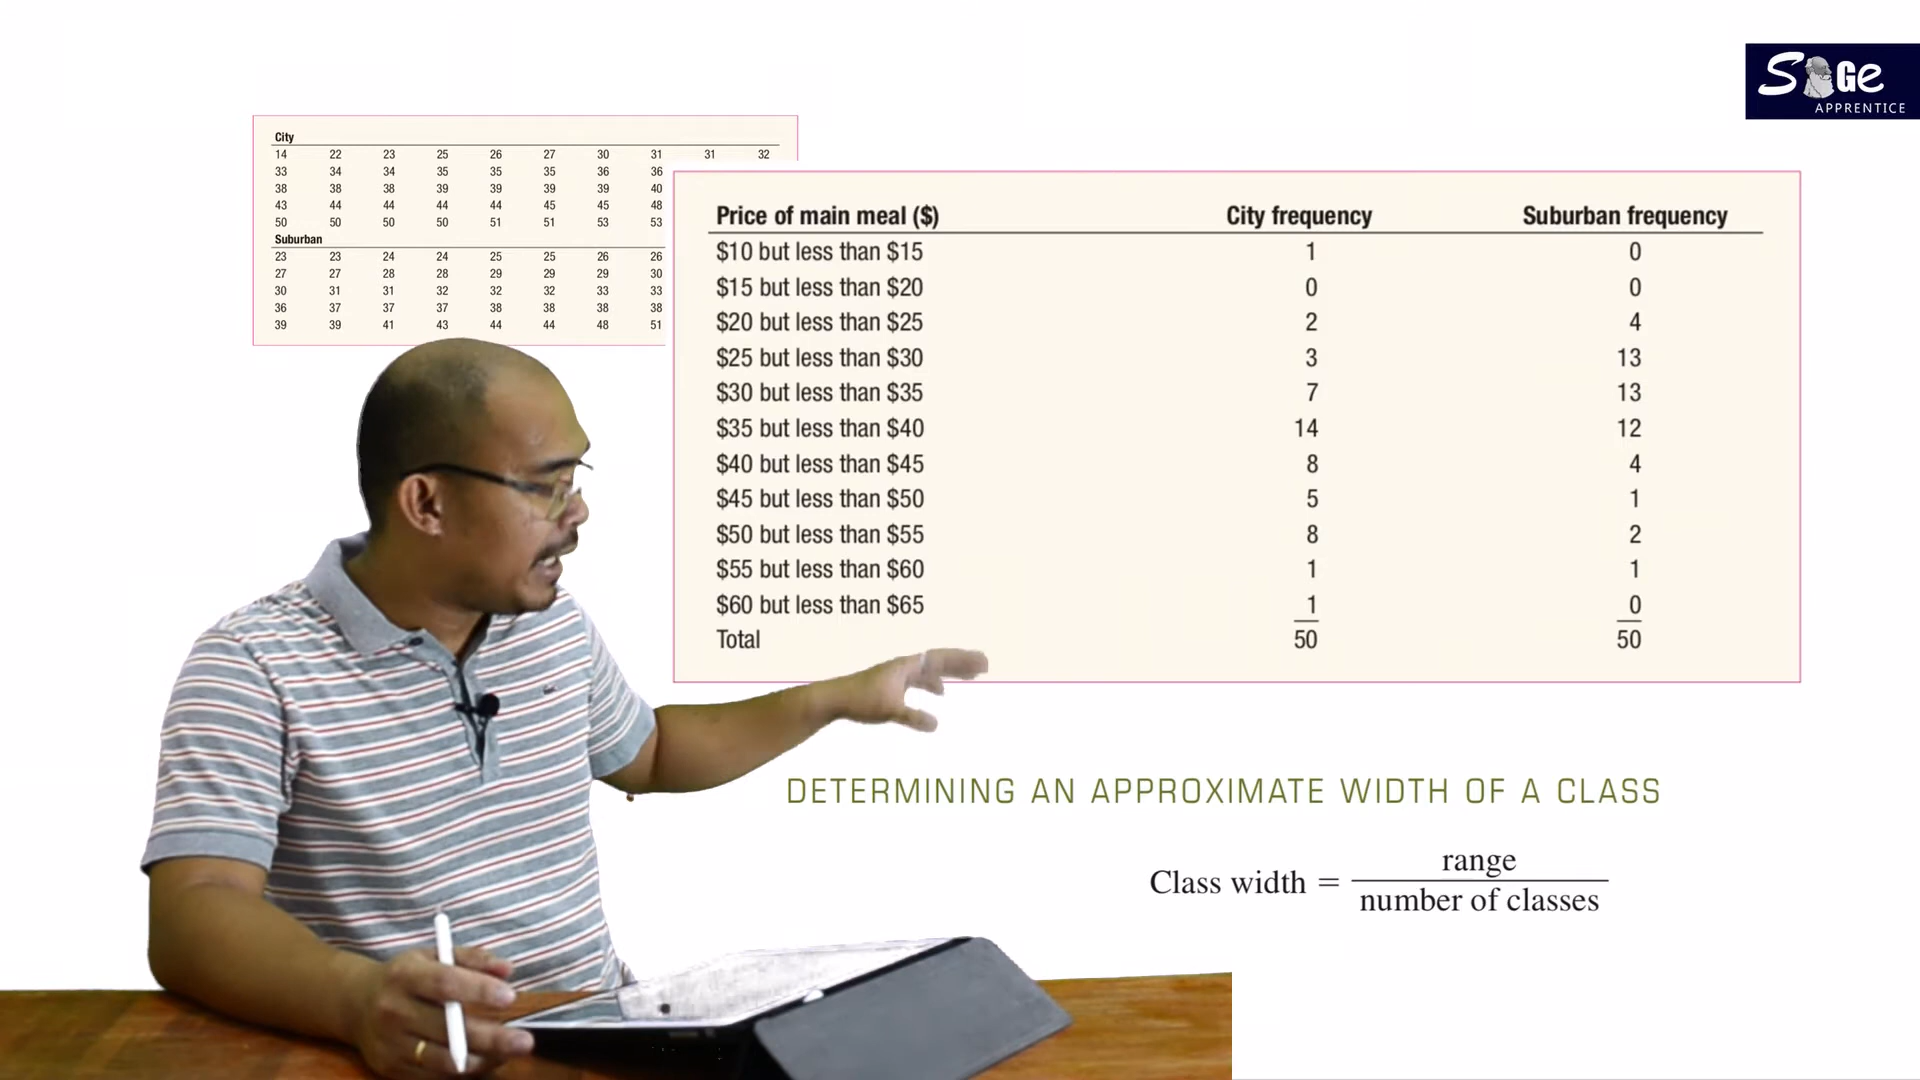 SaGe
APPRENTICE
City
14 22 23 25 26 27 30 31 31 32
33 34 34 35 35 35 36 36
38 38 38 39 39 39 39 40
43 44 44 44 44 45 45 48
50 50 50 50 51 51 53 53
Suburban
23 23 24 24 25 25 26 26
27 27 28 28 29 29 29 30
30 31 31 32 32 32 33 33
36 37 37 37 38 38 38 38
39 39 41 43 44 44 48 51
Price of main meal ($) City frequency Suburban frequency
$10 but less than $15 1 0
$15 but less than $20 0 0
$20 but less than $25 2 4
$25 but less than $30 3 13
$30 but less than $35 7 13
$35 but less than $40 14 12
$40 but less than $45 8 4
$45 but less than $50 5 1
$50 but less than $55 8 2
$55 but less than $60 1 1
$60 but less than $65 1 0
Total 50 50
DETERMINING AN APPROXIMATE WIDTH OF A CLASS
Class width = range
number of classes